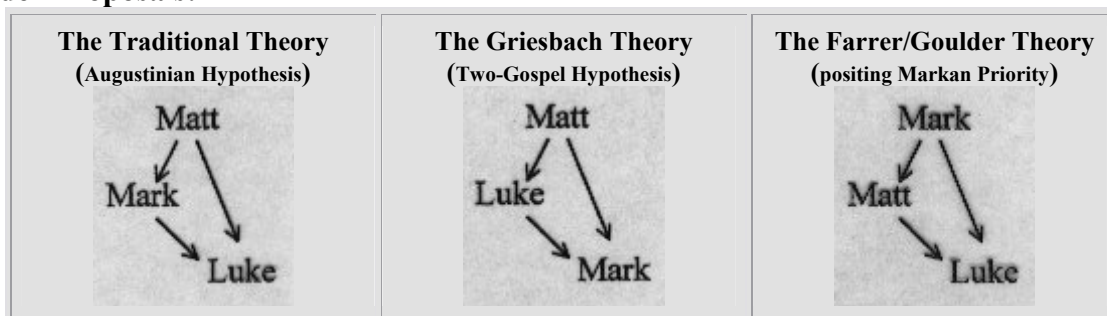 The Traditional Theory
(Augustinian Hypothesis)
Matt
Mark
Luke
The Griesbach Theory
(Two-Gospel Hypothesis)
Matt
Luke
Mark
The Farrer/Goulder Theory
(positing Markan Priority)
Mark
Matt
Luke